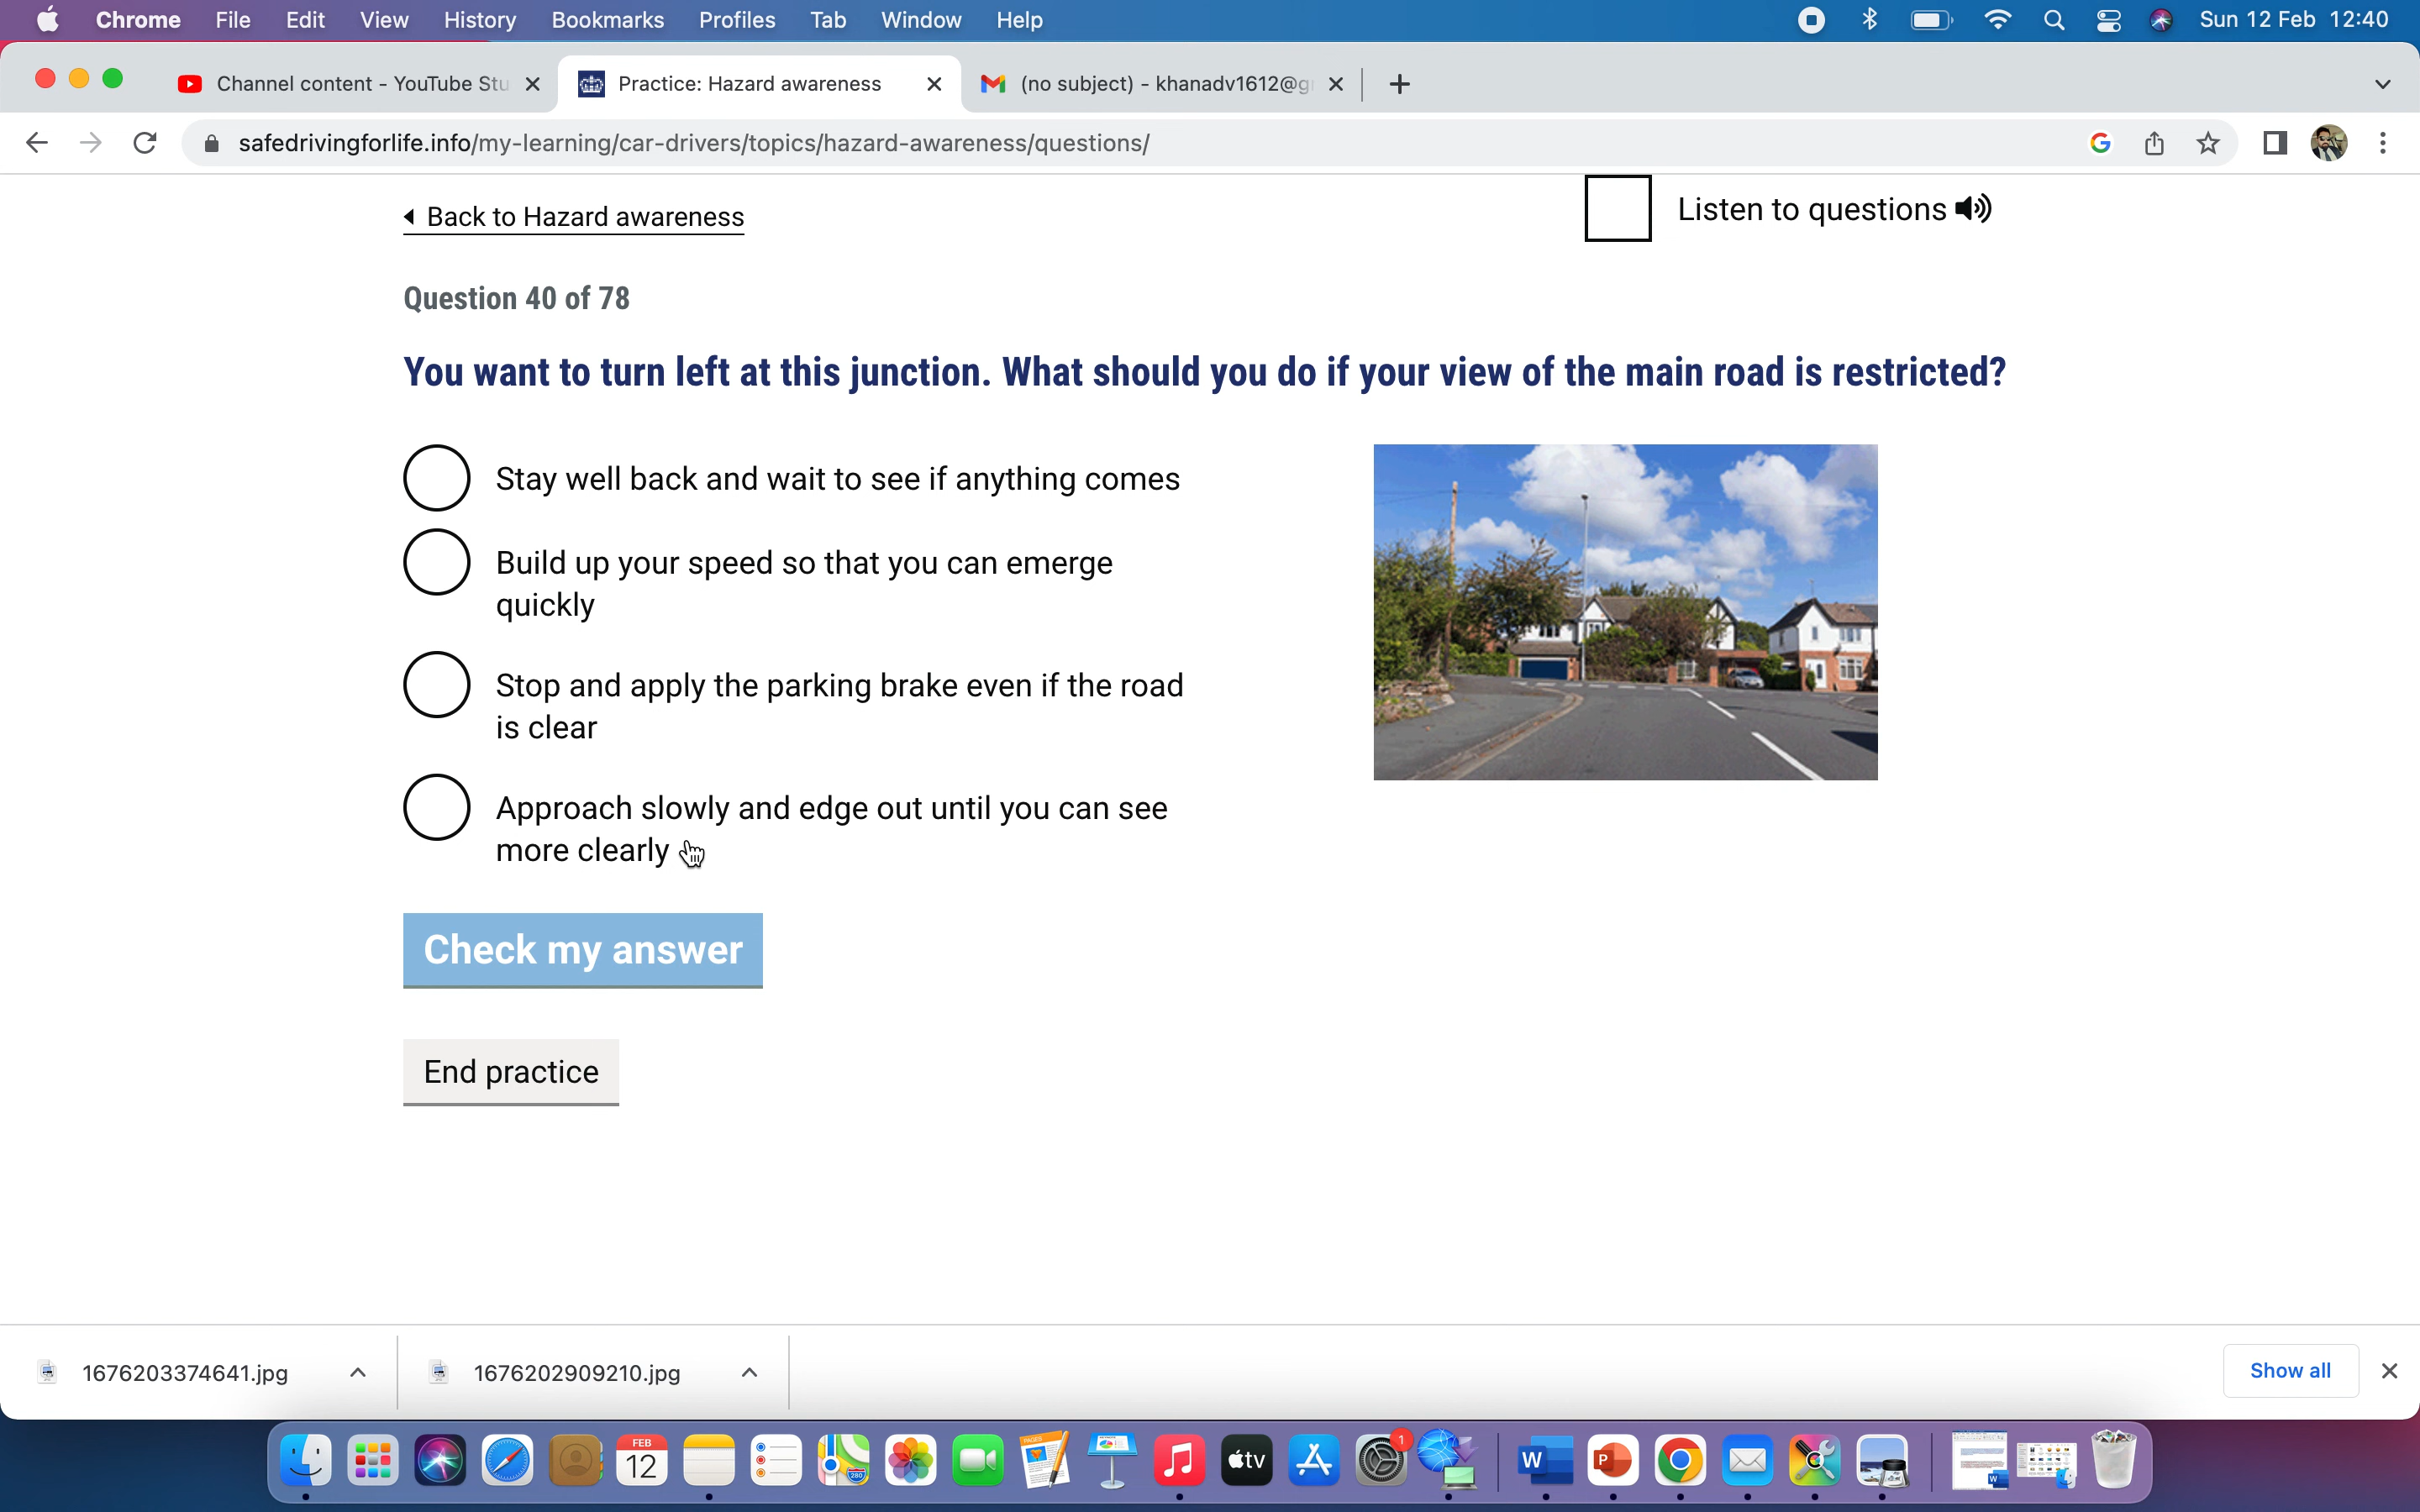 Chrome File Edit View History Bookmarks Profiles Tab Window Help Sun 12 Feb 12:40
Channel content - YouTube Stu Practice: Hazard awareness (no subject) - khanadv1612@g
safedrivingforlife.info/my-learning/car-drivers/topics/hazard-awareness/questions/
Back to Hazard awareness Listen to questions
Question 40 of 78
You want to turn left at this junction. What should you do if your view of the main road is restricted?
Stay well back and wait to see if anything comes
Build up your speed so that you can emerge
quickly
Stop and apply the parking brake even if the road
is clear
Approach slowly and edge out until you can see
more clearly
Check my answer
End practice
1676203374641.jpg 1676202909210.jpg Show all
FEB
12
PAGES
280
tv
1
W
P
W